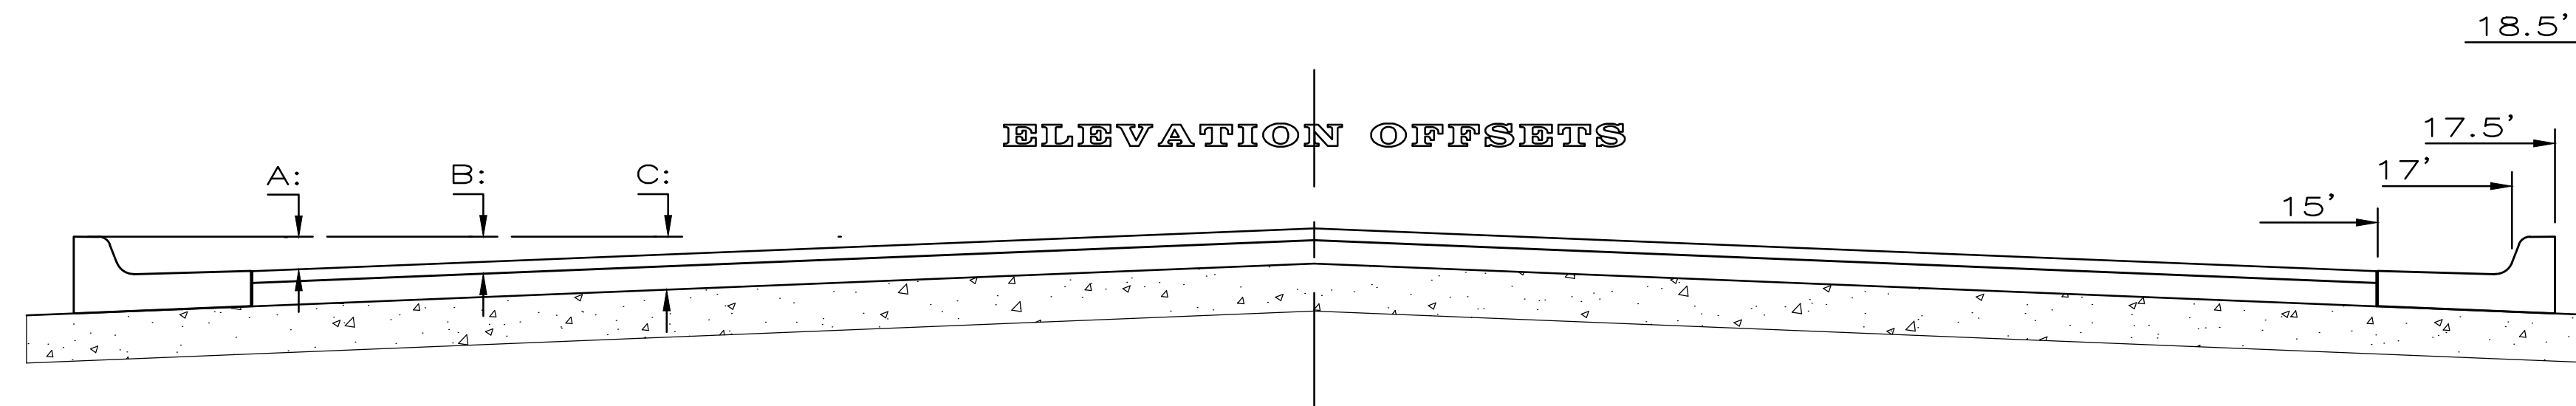 18.5’
ELEVATION OFFSETS
17.5’
A: B: C:
17’
15’